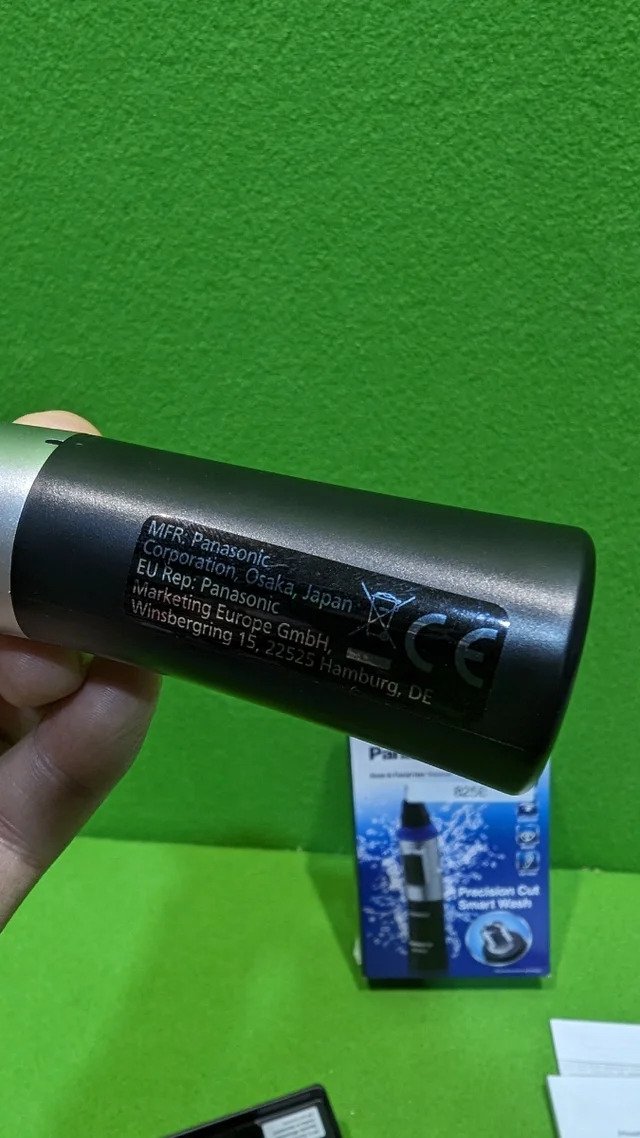 MFR: Panasonic
Corporation, Osaka, Japan
EU Rep: Panasonic
Marketing Europe GmbH,
Winsbergring 15, 22525 Hamburg, DE
CE
8250
Precision Cut
Smart Wash